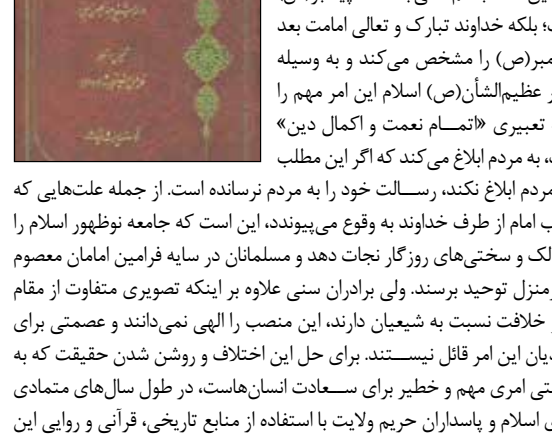 ؛ بلکه خداوند تبارک و تعالی امامت بعد
مبر(ص) را مشخص می‌کند و به وسیله
ر عظیم‌الشأن(ص) اسلام این امر مهم را
تعبیری «اتمـــام نعمت و اکمال دین»
، به مردم ابلاغ می‌کند که اگر این مطلب
مردم ابلاغ نکند، رســـالت خود را به مردم نرسانده است. از جمله علت‌هایی که
ب امام از طرف خداوند به وقوع می‌پیوندد، این است که جامعه نوظهور اسلام را
الک و سختی‌های روزگار نجات دهد و مسلمانان در سایه فرامین امامان معصوم
رمنزل توحید برسند. ولی برادران سنی علاوه بر اینکه تصویری متفاوت از مقام
خلافت نسبت به شیعیان دارند، این منصب را الهی نمی‌دانند و عصمتی برای
دیان این امر قائل نیســـتند. برای حل این اختلاف و روشن شدن حقیقت که به
تی امری مهم و خطیر برای ســـعادت انسان‌هاست، در طول سال‌های متمادی
ی اسلام و پاسداران حریم ولایت با استفاده از منابع تاریخی، قرآنی و روایی این